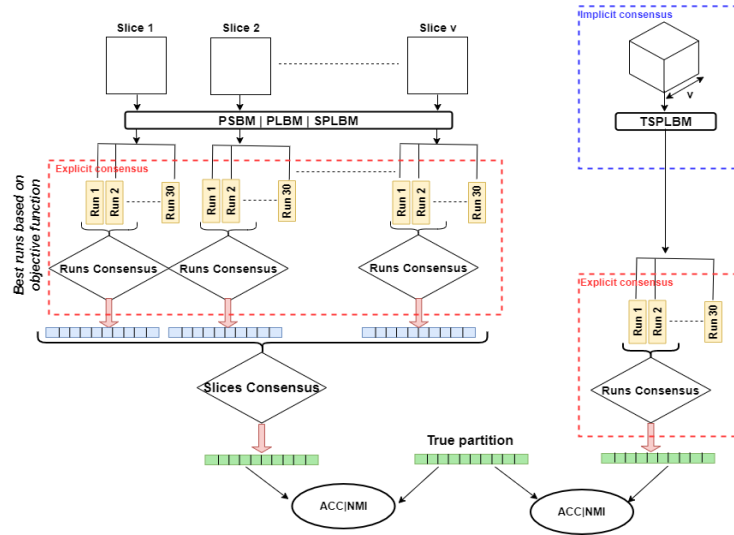 Slice 1
Slice 2
Slice v
PSBM | PLBM | SPLBM
Explicit consensus
Best runs based on
objective function
Run 1
Run 2
Run 30
Run 1
Run 2
Run 30
Run 1
Run 2
Run 30
Runs Consensus
Runs Consensus
Runs Consensus
Slices Consensus
True partition
ACC|NMI
Implicit consensus
v
TSPLBM
Explicit consensus
Run 1
Run 2
Run 30
Runs Consensus
ACC|NMI